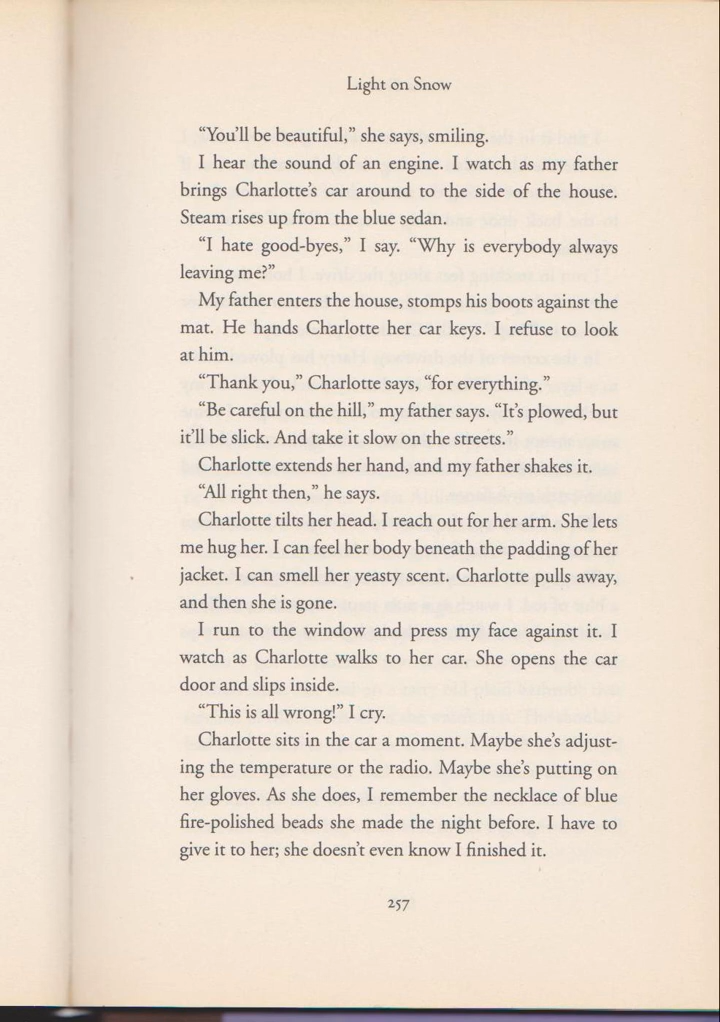 Light on Snow
“You’ll be beautiful,” she says, smiling.
I hear the sound of an engine. I watch as my father
brings Charlotte’s car around to the side of the house.
Steam rises up from the blue sedan.
“I hate good-byes,” I say. “Why is everybody always
leaving me?”
My father enters the house, stomps his boots against the
mat. He hands Charlotte her car keys. I refuse to look
at him.
“Thank you,” Charlotte says, “for everything.”
“Be careful on the hill,” my father says. “It’s plowed, but
it’ll be slick. And take it slow on the streets.”
Charlotte extends her hand, and my father shakes it.
“All right then,” he says.
Charlotte tilts her head. I reach out for her arm. She lets
me hug her. I can feel her body beneath the padding of her
jacket. I can smell her yeasty scent. Charlotte pulls away,
and then she is gone.
I run to the window and press my face against it. I
watch as Charlotte walks to her car. She opens the car
door and slips inside.
“This is all wrong!” I cry.
Charlotte sits in the car a moment. Maybe she’s adjust-
ing the temperature or the radio. Maybe she’s putting on
her gloves. As she does, I remember the necklace of blue
fire-polished beads she made the night before. I have to
give it to her; she doesn’t even know I finished it.
257